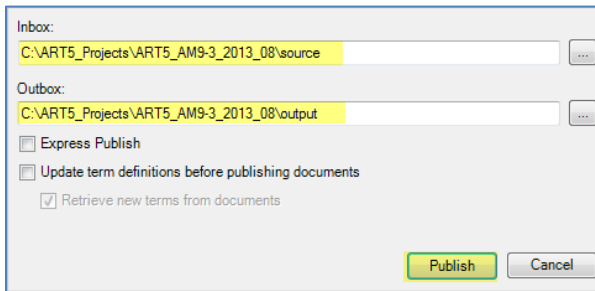 Inbox:
C:\ART5_Projects\ART5_AM9-3_2013_08\source
...
Outbox:
C:\ART5_Projects\ART5_AM9-3_2013_08\output
...
Express Publish
Update term definitions before publishing documents
Retrieve new terms from documents
Publish Cancel